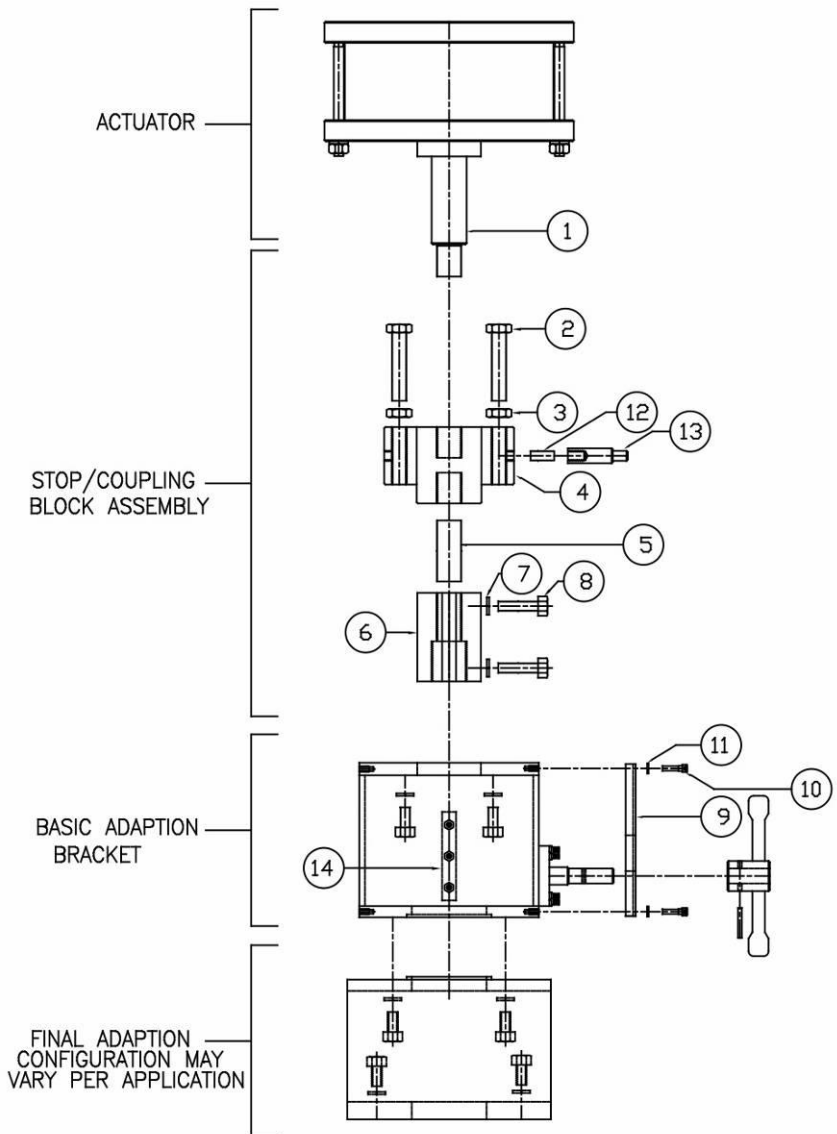 ACTUATOR
1
2
3
12
13
4
STOP/COUPLING
BLOCK ASSEMBLY
5
7
8
6
11
10
9
BASIC ADAPTION
BRACKET
14
FINAL ADAPTION
CONFIGURATION MAY
VARY PER APPLICATION